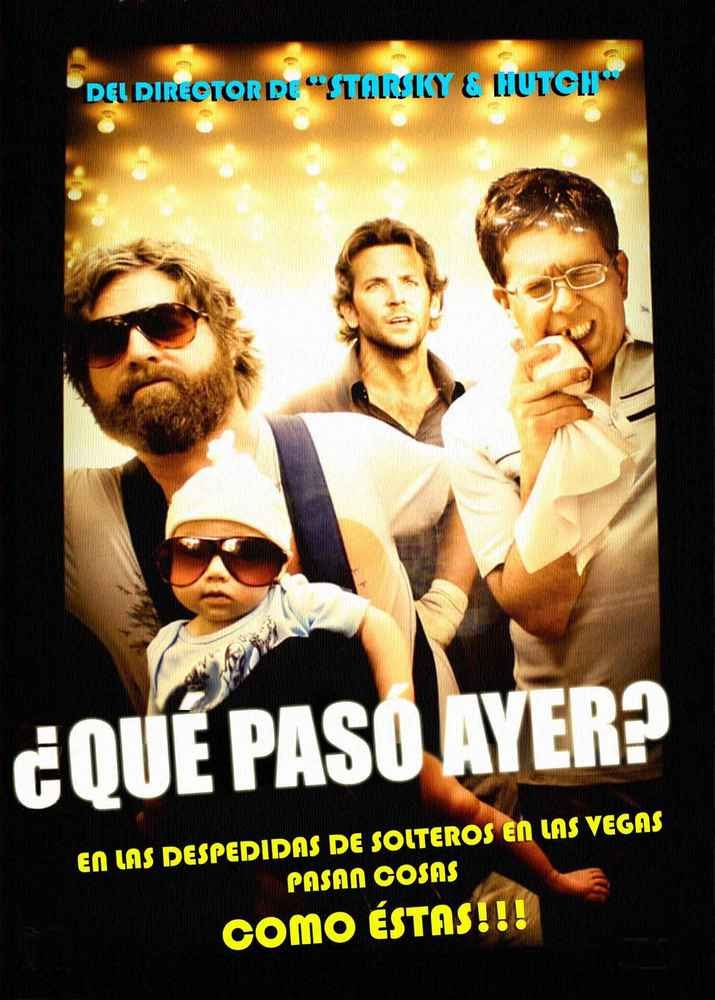 DEL DIRECTOR DE "STARSKY & HUTCH"
¿QUÉ PASÓ AYER?
EN LAS DESPEDIDAS DE SOLTEROS EN LAS VEGAS
PASAN COSAS
COMO ÉSTAS!!!